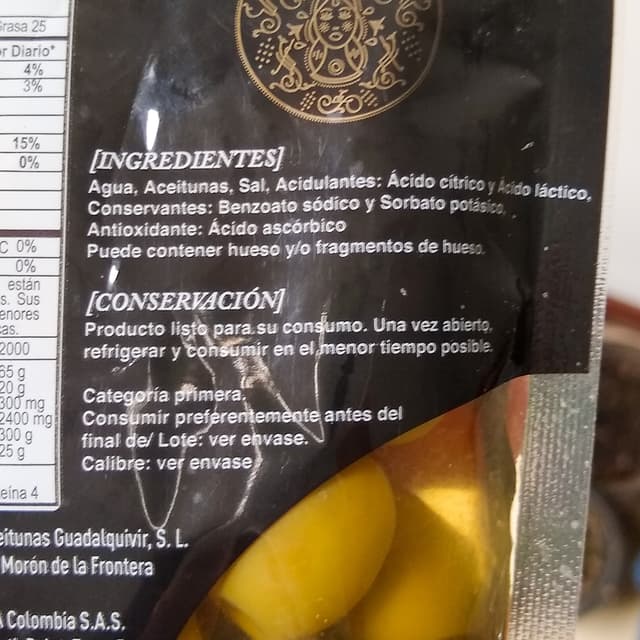 Grasa 25
r Diario*
4%
3%
15%
0%
C 0%
0%
están
s. Sus
enores
as.
2000
65 g
20 g
300 mg
2400 mg
300 g
25 g
eína 4
[INGREDIENTES]
Agua, Aceitunas, Sal, Acidulantes: Ácido cítrico y Ácido láctico,
Conservantes: Benzoato sódico y Sorbato potásico,
Antioxidante: Ácido ascórbico
Puede contener hueso y/o fragmentos de hueso.
[CONSERVACIÓN]
Producto listo para su consumo. Una vez abierto,
refrigerar y consumir en el menor tiempo posible.
Categoría primera.
Consumir preferentemente antes del
final de/ Lote: ver envase.
Calibre: ver envase
eitunas Guadalquivir, S. L.
Morón de la Frontera
Colombia S.A.S.